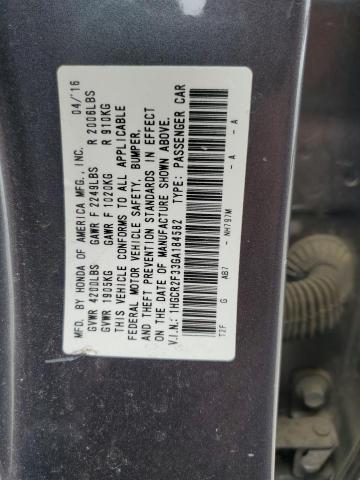 MFD. BY HONDA OF AMERICA MFG., INC. 04/'16
GVWR 4200LBS GAWR F 2249LBS R 2006LBS
GVWR 1905KG GAWR F 1020KG R 910KG
THIS VEHICLE CONFORMS TO ALL APPLICABLE
FEDERAL MOTOR VEHICLE SAFETY, BUMPER,
AND THEFT PREVENTION STANDARDS IN EFFECT
ON THE DATE OF MANUFACTURE SHOWN ABOVE.
V.I.N.: 1HGCR2F33GA184582 TYPE: PASSENGER CAR
T2F G AB1 - NH797M - A - A